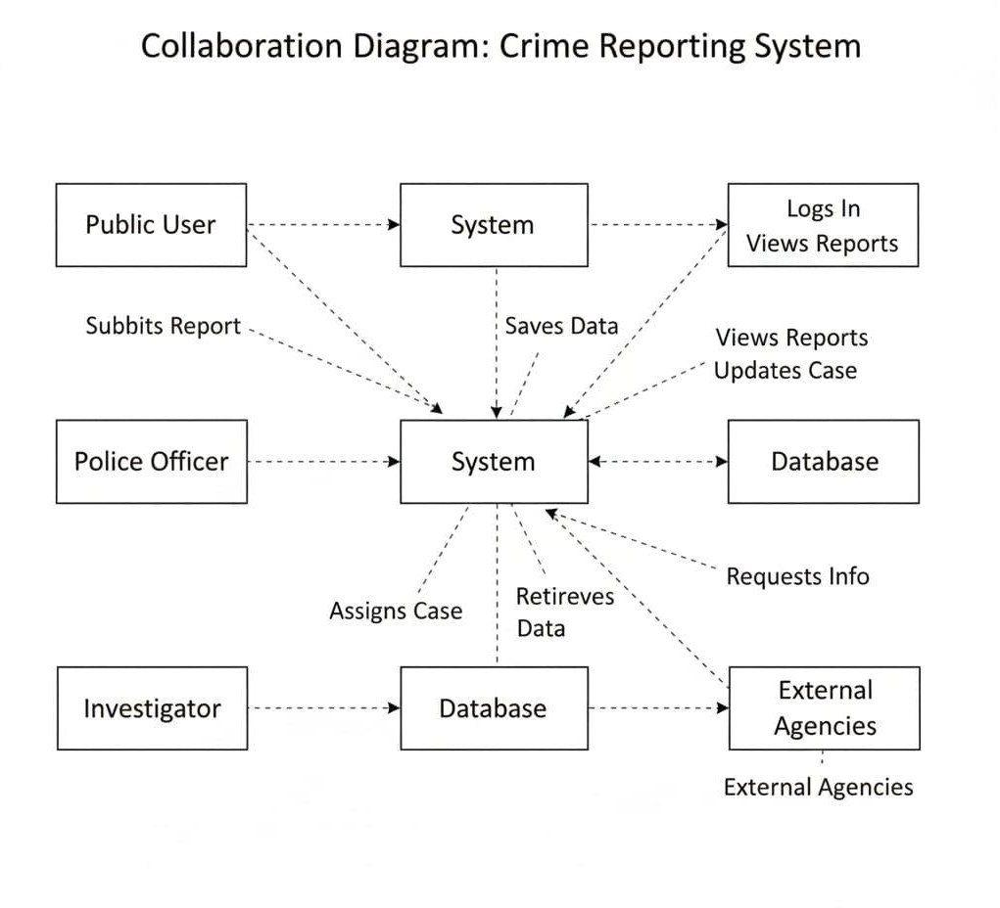 Collaboration Diagram: Crime Reporting System
Public User
System
Logs In
Views Reports
Subbits Report
Saves Data
Views Reports
Updates Case
Police Officer
System
Database
Requests Info
Assigns Case
Retireves
Data
Investigator
Database
External
Agencies
External Agencies